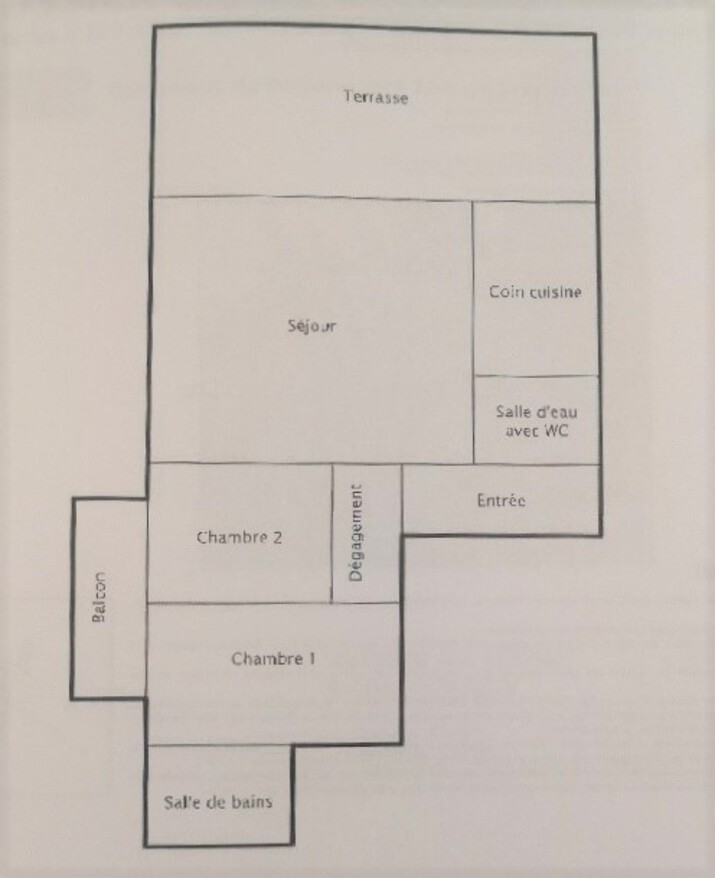 Terrasse
Coin cuisine
Séjour
Salle d'eau
avec WC
Entrée
Dégagement
Chambre 2
Balcon
Chambre 1
Salle de bains